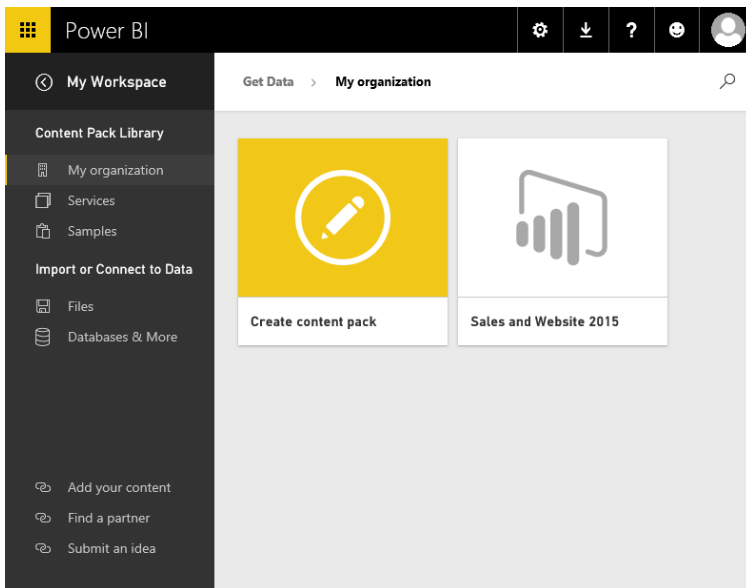 Power BI
?
My Workspace
Get Data > My organization
Content Pack Library
My organization
Services
Samples
Import or Connect to Data
Files
Databases & More
Create content pack
Sales and Website 2015
Add your content
Find a partner
Submit an idea